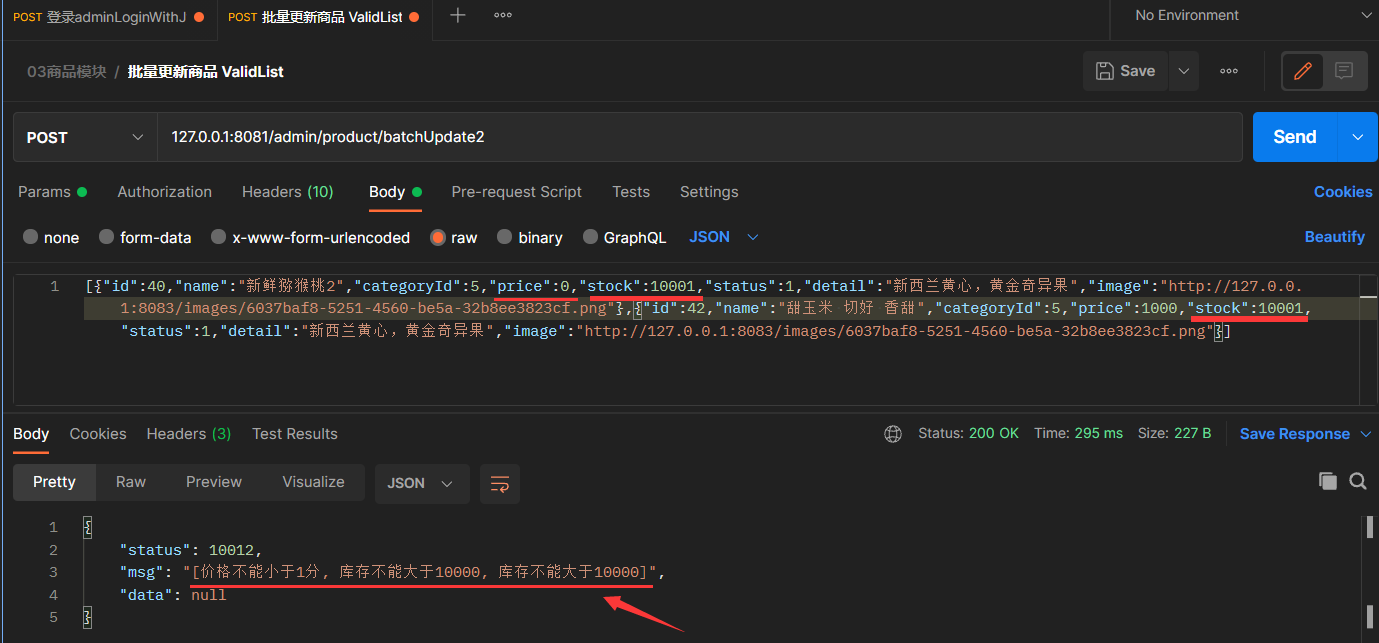 POST 登录adminLoginWithJ POST 批量更新商品 ValidList No Environment
03商品模块 / 批量更新商品 ValidList Save
POST 127.0.0.1:8081/admin/product/batchUpdate2 Send
Params Authorization Headers (10) Body Pre-request Script Tests Settings Cookies
none form-data x-www-form-urlencoded raw binary GraphQL JSON Beautify
1 [{"id":40,"name":"新鲜猕猴桃2","categoryId":5,"price":0,"stock":10001,"status":1,"detail":"新西兰黄心，黄金奇异果","image":"http://127.0.0.
1:8083/images/6037baf8-5251-4560-be5a-32b8ee3823cf.png"},{"id":42,"name":"甜玉米 切好 香甜","categoryId":5,"price":1000,"stock":10001,
"status":1,"detail":"新西兰黄心，黄金奇异果","image":"http://127.0.0.1:8083/images/6037baf8-5251-4560-be5a-32b8ee3823cf.png"}]
Body Cookies Headers (3) Test Results Status: 200 OK Time: 295 ms Size: 227 B Save Response
Pretty Raw Preview Visualize JSON
1 {
2 "status": 10012,
3 "msg": "[价格不能小于1分, 库存不能大于10000, 库存不能大于10000]",
4 "data": null
5 }